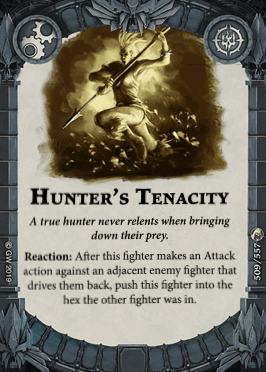 HUNTER'S TENACITY
A true hunter never relents when bringing
down their prey.
Reaction: After this fighter makes an Attack
action against an adjacent enemy fighter that
drives them back, push this fighter into the
hex the other fighter was in.
© GW 2019
509/557